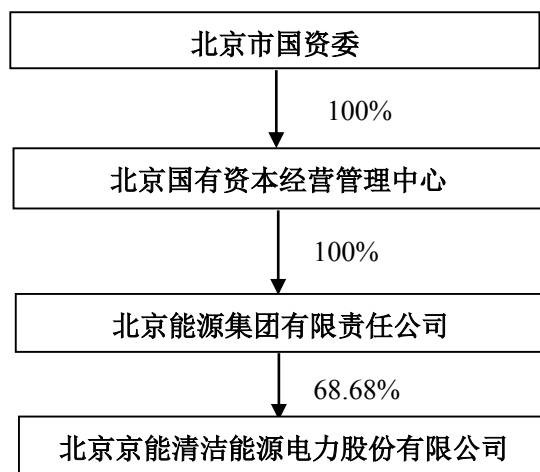 北京市国资委
100%
北京国有资本经营管理中心
100%
北京能源集团有限责任公司
68.68%
北京京能清洁能源电力股份有限公司